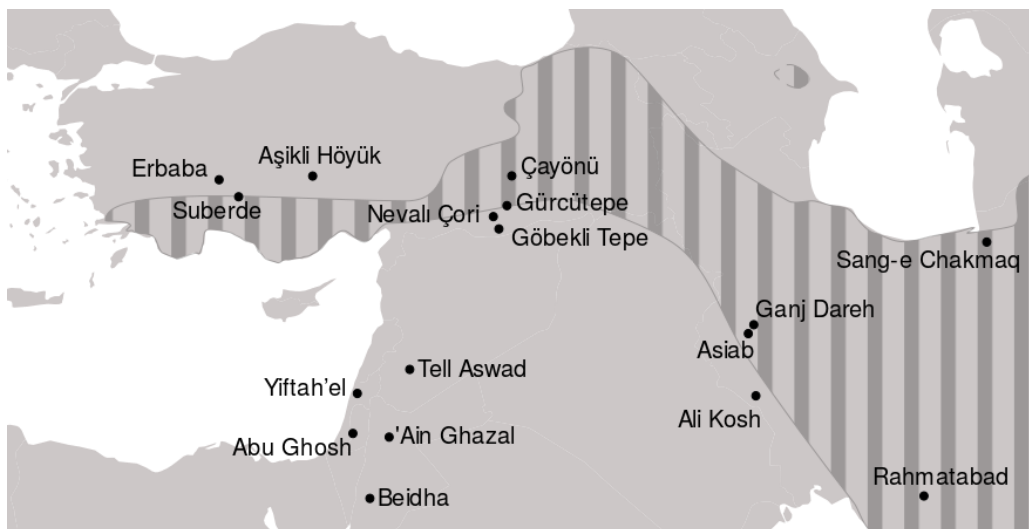 Aşikli Höyük
Erbaba
Çayönü
Suberde
Gürcütepe
Nevalı Çori
Göbekli Tepe
Sang-e Chakmaq
Ganj Dareh
Asiab
Tell Aswad
Yiftah'el
Ali Kosh
'Ain Ghazal
Abu Ghosh
Rahmatabad
Beidha